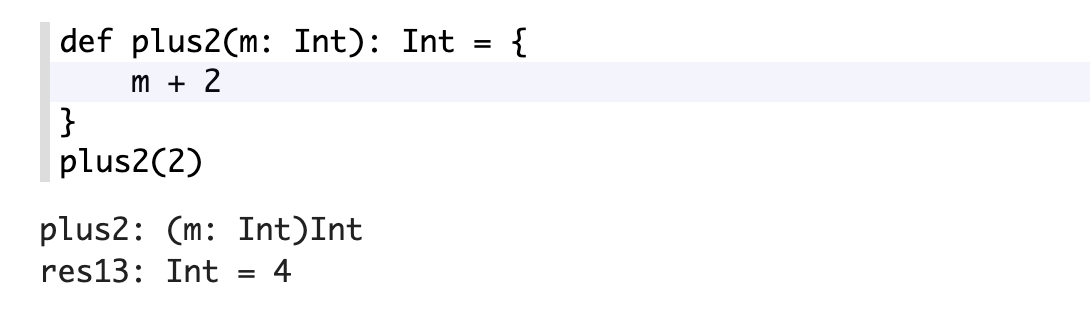 def plus2(m: Int): Int = {
    m + 2
}
plus2(2)
plus2: (m: Int)Int
res13: Int = 4